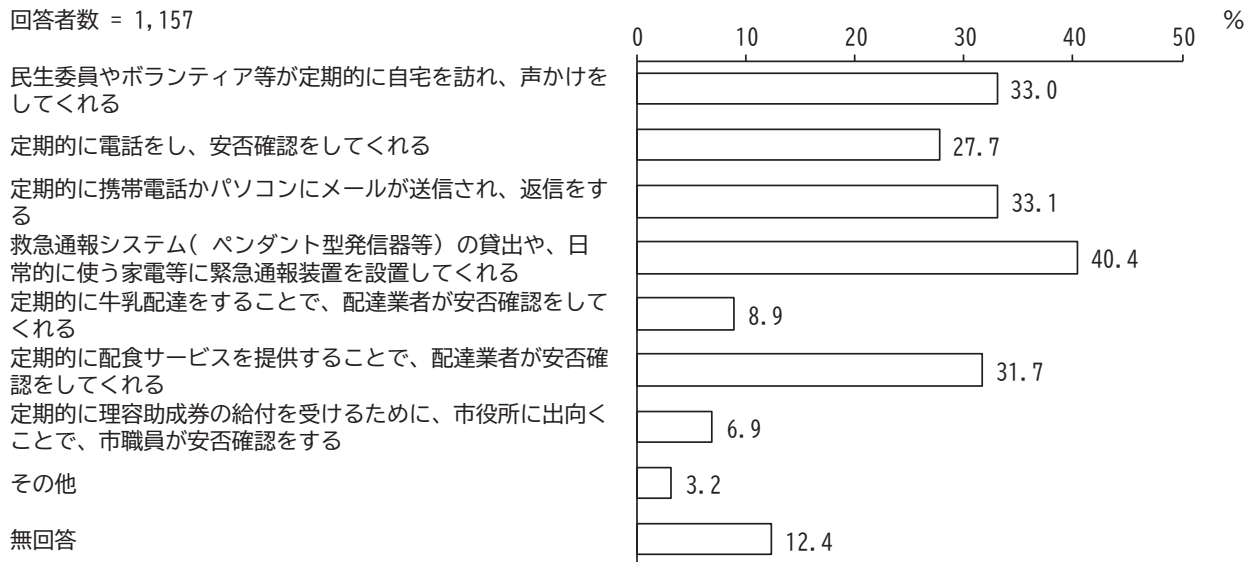 回答者数 = 1,157
%
0 10 20 30 40 50
民生委員やボランティア等が定期的に自宅を訪れ、声かけを
してくれる
33.0
定期的に電話をし、安否確認をしてくれる
27.7
定期的に携帯電話かパソコンにメールが送信され、返信をす
る
33.1
救急通報システム( ペンダント型発信器等) の貸出や、日
常的に使う家電等に緊急通報装置を設置してくれる
40.4
定期的に牛乳配達をすることで、配達業者が安否確認をして
くれる
8.9
定期的に配食サービスを提供することで、配達業者が安否確
認をしてくれる
31.7
定期的に理容助成券の給付を受けるために、市役所に出向く
ことで、市職員が安否確認をする
6.9
その他
3.2
無回答
12.4